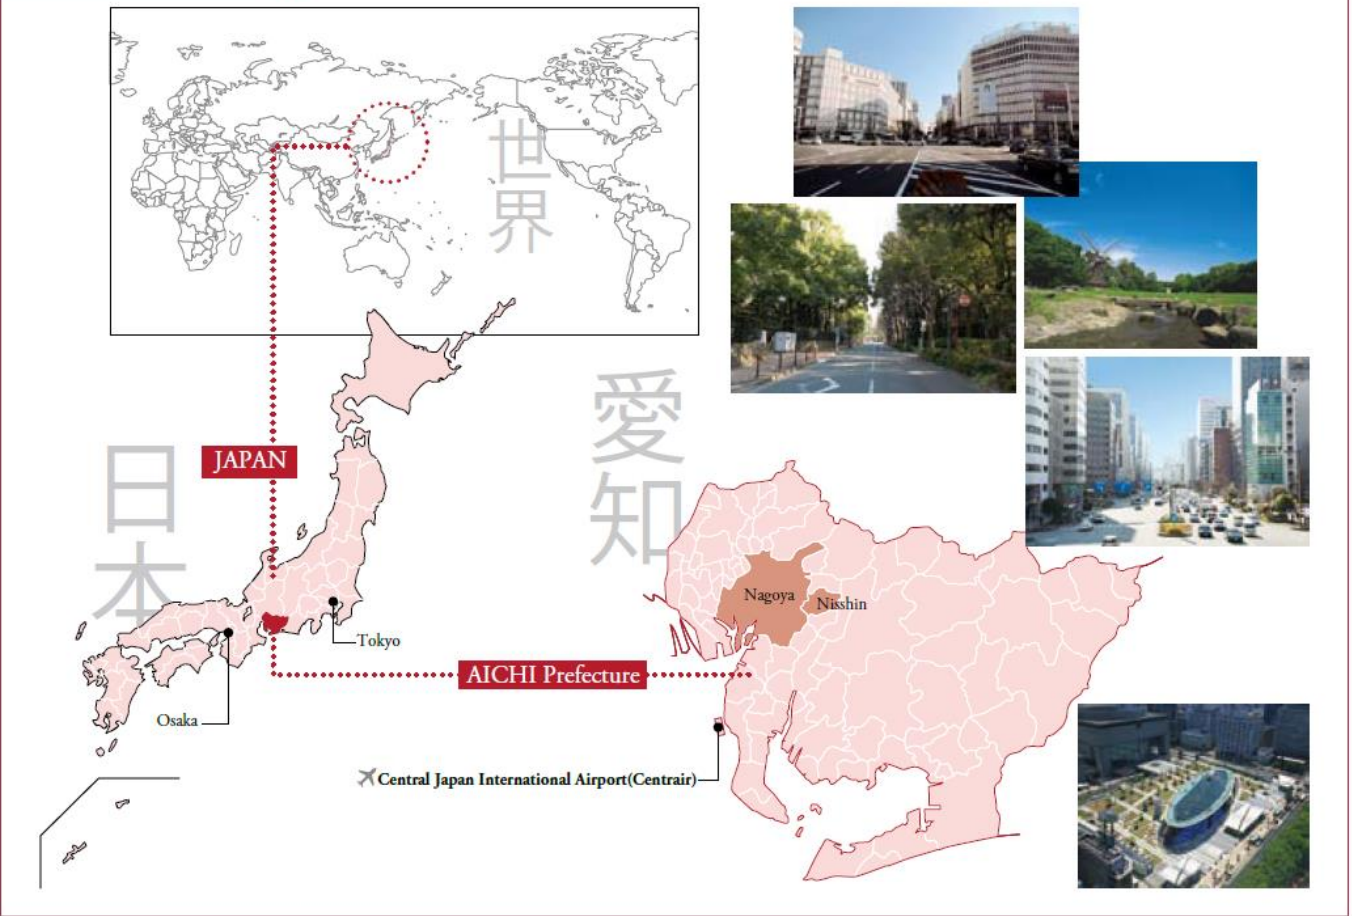 世界
JAPAN
日本
愛知
Nagoya
Nisshin
Tokyo
AICHI Prefecture
Osaka
Central Japan International Airport(Centrair)